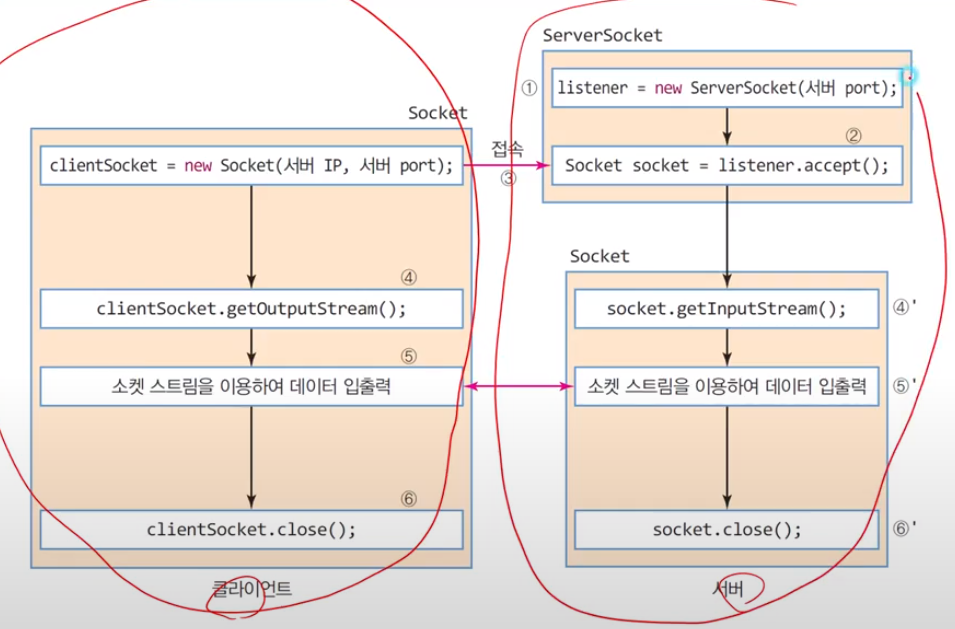 ServerSocket
① listener = new ServerSocket(서버 port);
Socket
②
clientSocket = new Socket(서버 IP, 서버 port);
접속
③
Socket socket = listener.accept();
Socket
④
clientSocket.getOutputStream();
socket.getInputStream();
④'
⑤
소켓 스트림을 이용하여 데이터 입출력
소켓 스트림을 이용하여 데이터 입출력
⑤'
⑥
clientSocket.close();
socket.close();
⑥'
클라이언트
서버